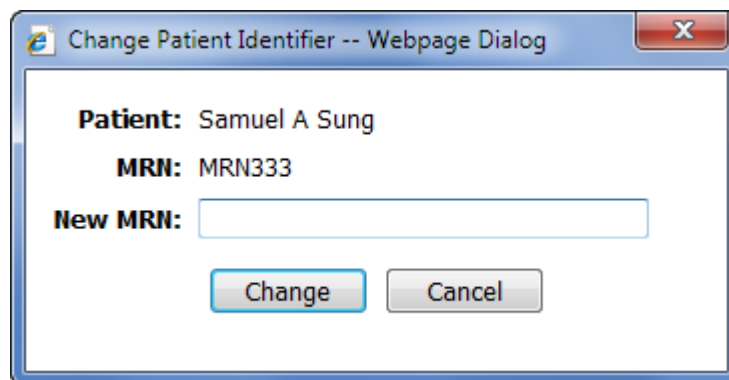 Change Patient Identifier -- Webpage Dialog
Patient: Samuel A Sung
MRN: MRN333
New MRN:
Change Cancel